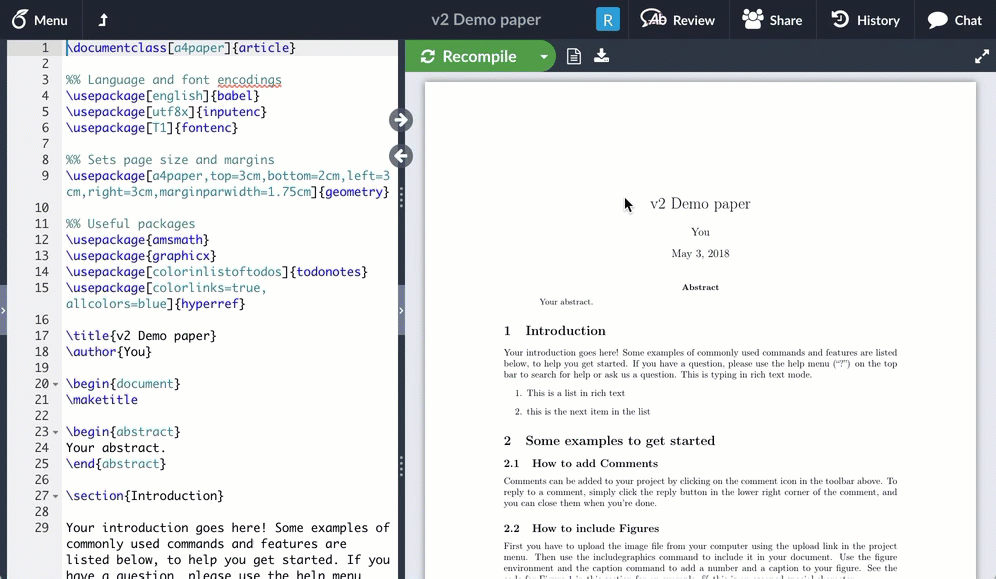 Menu
v2 Demo paper
R
Review
Share
History
Chat
1 \documentclass[a4paper]{article}
2
3 %% Language and font encodings
4 \usepackage[english]{babel}
5 \usepackage[utf8x]{inputenc}
6 \usepackage[T1]{fontenc}
7
8 %% Sets page size and margins
9 \usepackage[a4paper,top=3cm,bottom=2cm,left=3
cm,right=3cm,marginparwidth=1.75cm]{geometry}
10
11 %% Useful packages
12 \usepackage{amsmath}
13 \usepackage{graphicx}
14 \usepackage[colorinlistoftodos]{todonotes}
15 \usepackage[colorlinks=true,
allcolors=blue]{hyperref}
16
17 \title{v2 Demo paper}
18 \author{You}
19
20 \begin{document}
21 \maketitle
22
23 \begin{abstract}
24 Your abstract.
25 \end{abstract}
26
27 \section{Introduction}
28
29 Your introduction goes here! Some examples of
commonly used commands and features are
listed below, to help you get started. If you
have a question, please use the help menu
Recompile
v2 Demo paper
You
May 3, 2018
Abstract
Your abstract.
1 Introduction
Your introduction goes here! Some examples of commonly used commands and features are listed
below, to help you get started. If you have a question, please use the help menu (“?”) on the top
bar to search for help or ask us a question. This is typing in rich text mode.
1. This is a list in rich text
2. this is the next item in the list
2 Some examples to get started
2.1 How to add Comments
Comments can be added to your project by clicking on the comment icon in the toolbar above. To
reply to a comment, simply click the reply button in the lower right corner of the comment, and
you can close them when you're done.
2.2 How to include Figures
First you have to upload the image file from your computer using the upload link in the project
menu. Then use the includegraphics command to include it in your document. Use the figure
environment and the caption command to add a number and a caption to your figure. See the